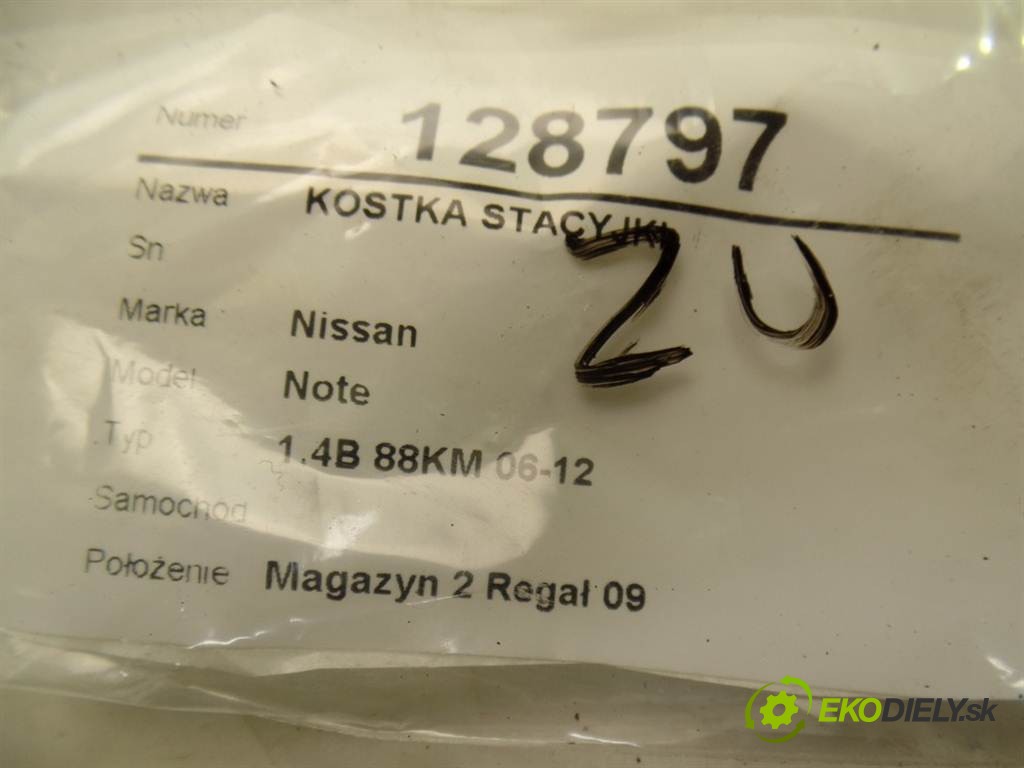 Numer 128797
Nazwa KOSTKA STACYJKI
Sn
Marka Nissan
Model Note
Typ 1.4B 88KM 06-12
Samochód
Położenie Magazyn 2 Regał 09
ZU
EKODIELY.sk